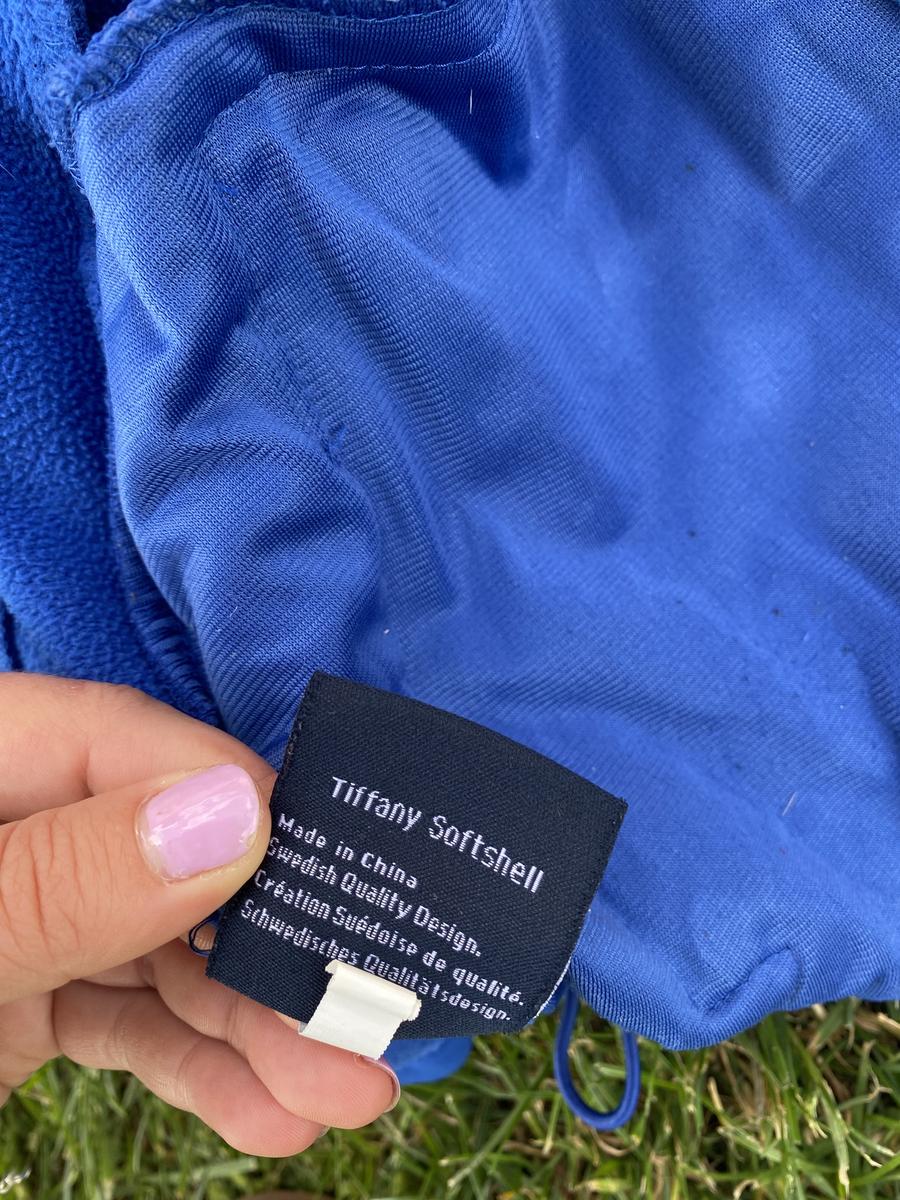 Tiffany Softshell
Made in China
Swedish Quality Design.
Création Suédoise de qualité.
Schwedisches Qualitätsdesign.